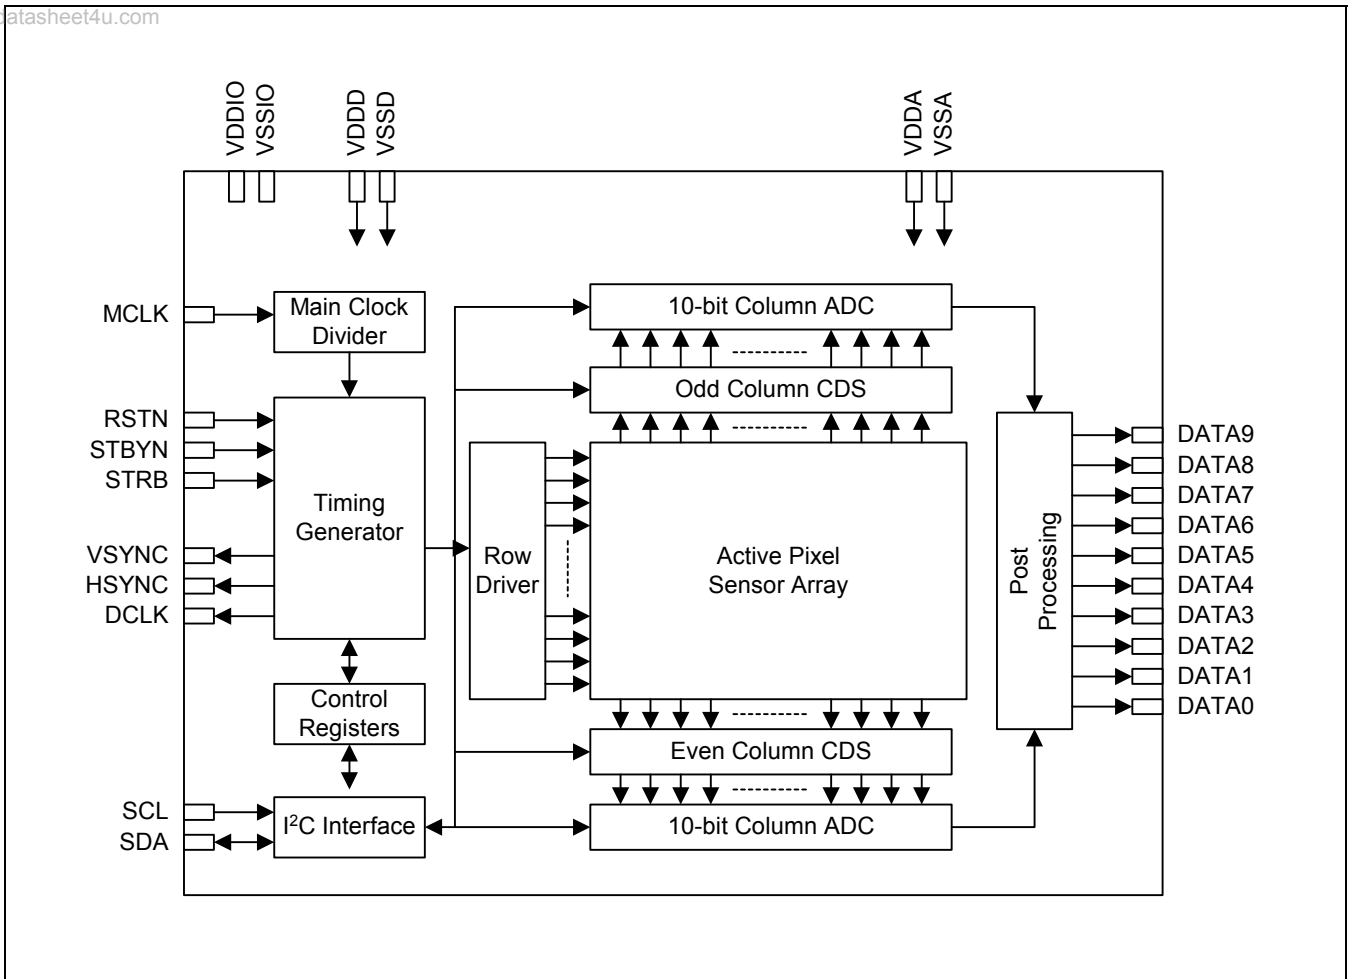 datasheet4u.com
VDDIO
VSSIO
VDDD
VSSD
VDDA
VSSA
MCLK
Main Clock
Divider
10-bit Column ADC
Odd Column CDS
RSTN
STBYN
STRB
VSYNC
HSYNC
DCLK
Timing
Generator
Row
Driver
Active Pixel
Sensor Array
Post
Processing
DATA9
DATA8
DATA7
DATA6
DATA5
DATA4
DATA3
DATA2
DATA1
DATA0
Control
Registers
Even Column CDS
SCL
SDA
I²C Interface
10-bit Column ADC